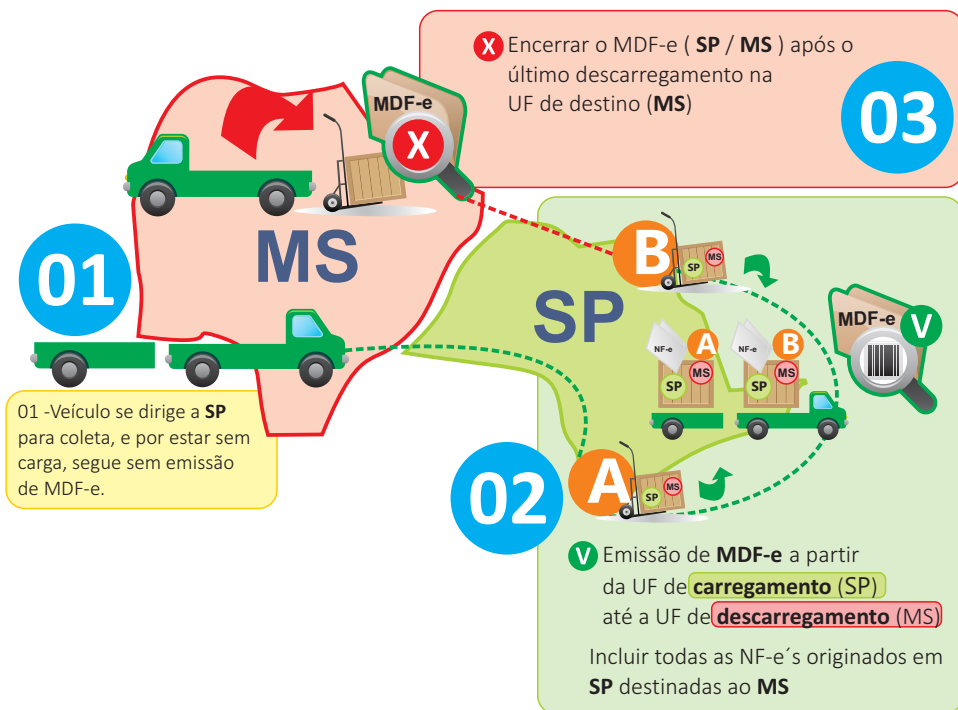 X Encerrar o MDF-e ( SP / MS ) após o
último descarregamento na
UF de destino (MS)
03
MDF-e
X
MS
01
01 -Veículo se dirige a SP
para coleta, e por estar sem
carga, segue sem emissão
de MDF-e.
B
SP
MS
SP
MDF-e
V
NF-e
A
SP
MS
NF-e
B
SP
MS
02
A
SP
MS
V Emissão de MDF-e a partir
da UF de carregamento (SP)
até a UF de descarregamento (MS)
Incluir todas as NF-e´s originados em
SP destinadas ao MS